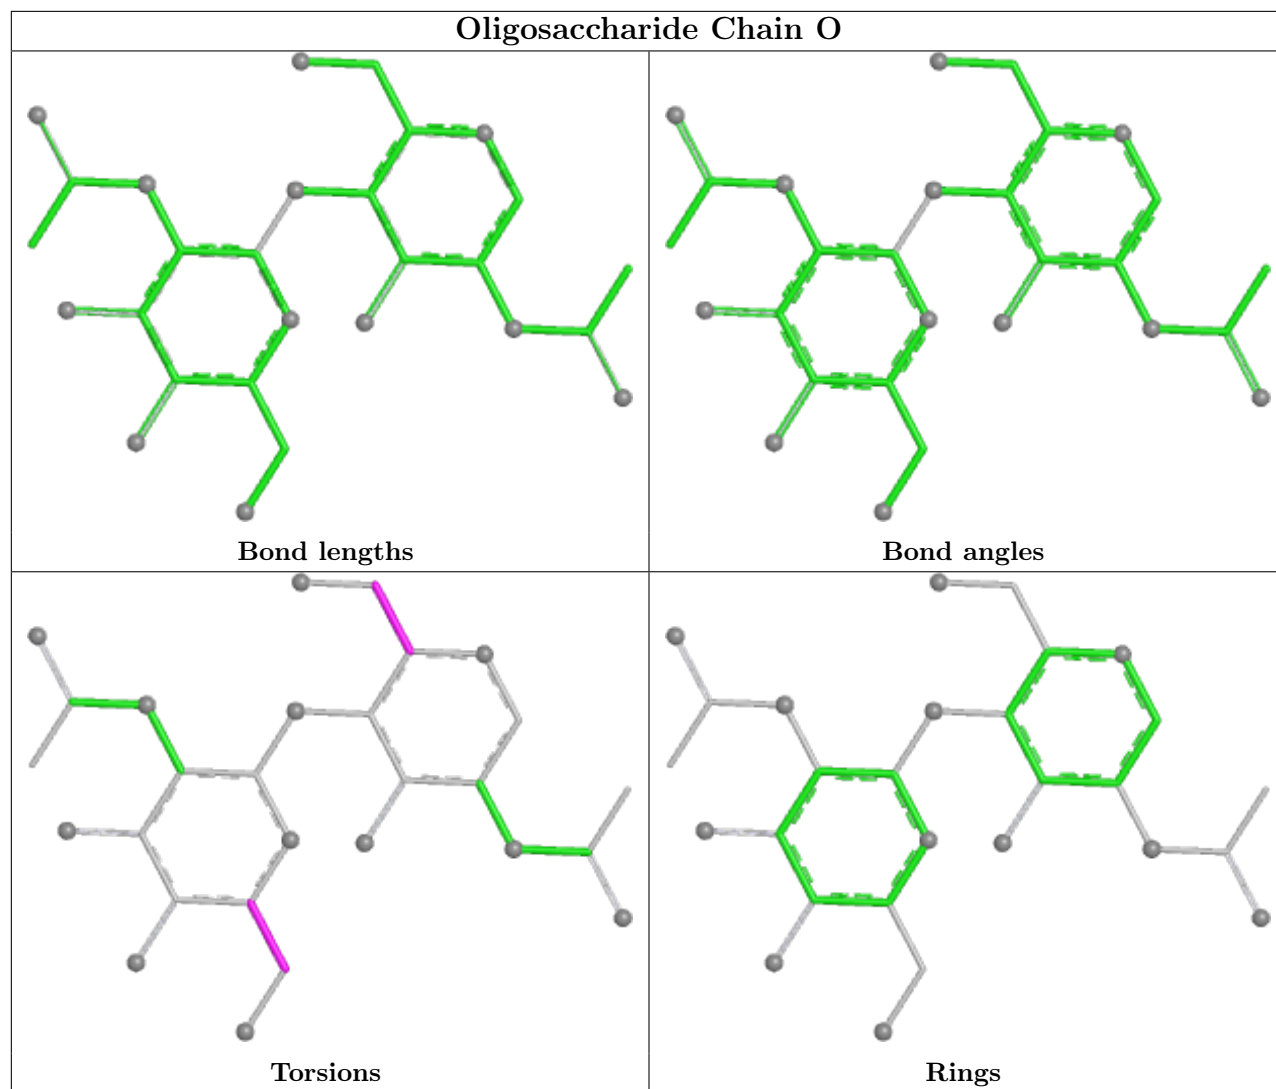 Oligosaccharide Chain O
Bond lengths
Bond angles
Torsions
Rings